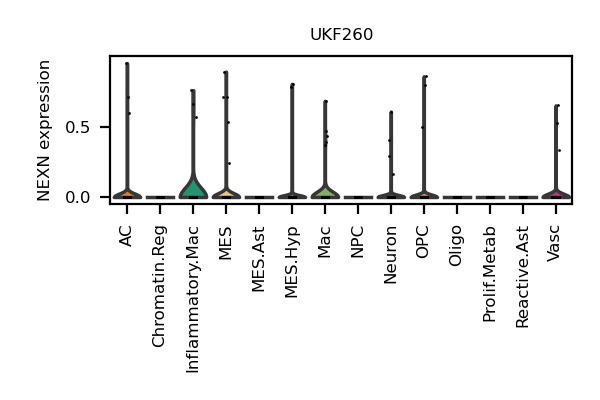 UKF260
NEXN expression
0.5
0.0
AC
Chromatin.Reg
Inflammatory.Mac
MES
MES.Ast
MES.Hyp
Mac
NPC
Neuron
OPC
Oligo
Prolif.Metab
Reactive.Ast
Vasc